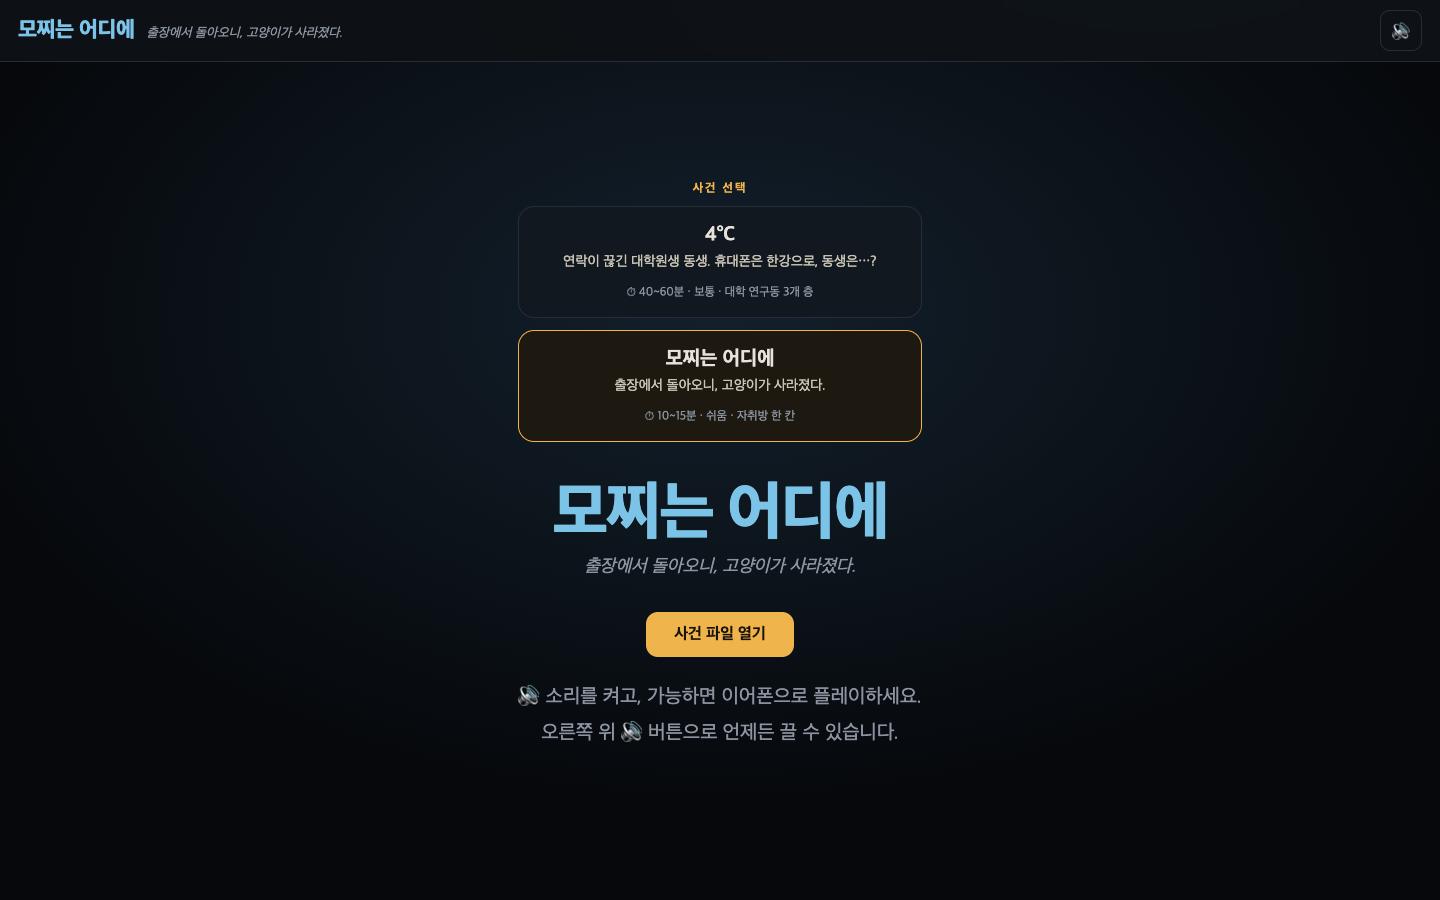 모찌는 어디에 출장에서 돌아오니, 고양이가 사라졌다.
사건 선택
4°C
연락이 끊긴 대학원생 동생. 휴대폰은 한강으로, 동생은…?
⏱ 40~60분 · 보통 · 대학 연구동 3개 층
모찌는 어디에
출장에서 돌아오니, 고양이가 사라졌다.
⏱ 10~15분 · 쉬움 · 자취방 한 칸
모찌는 어디에
출장에서 돌아오니, 고양이가 사라졌다.
사건 파일 열기
🔊 소리를 켜고, 가능하면 이어폰으로 플레이하세요.
오른쪽 위 🔊 버튼으로 언제든 끌 수 있습니다.